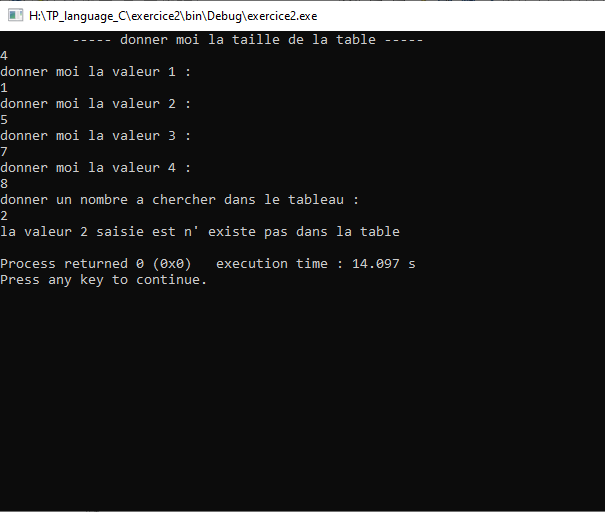 H:\TP_language_C\exercice2\bin\Debug\exercice2.exe
----- donner moi la taille de la table -----
4
donner moi la valeur 1 :
1
donner moi la valeur 2 :
5
donner moi la valeur 3 :
7
donner moi la valeur 4 :
8
donner un nombre a chercher dans le tableau :
2
la valeur 2 saisie est n' existe pas dans la table
Process returned 0 (0x0)   execution time : 14.097 s
Press any key to continue.